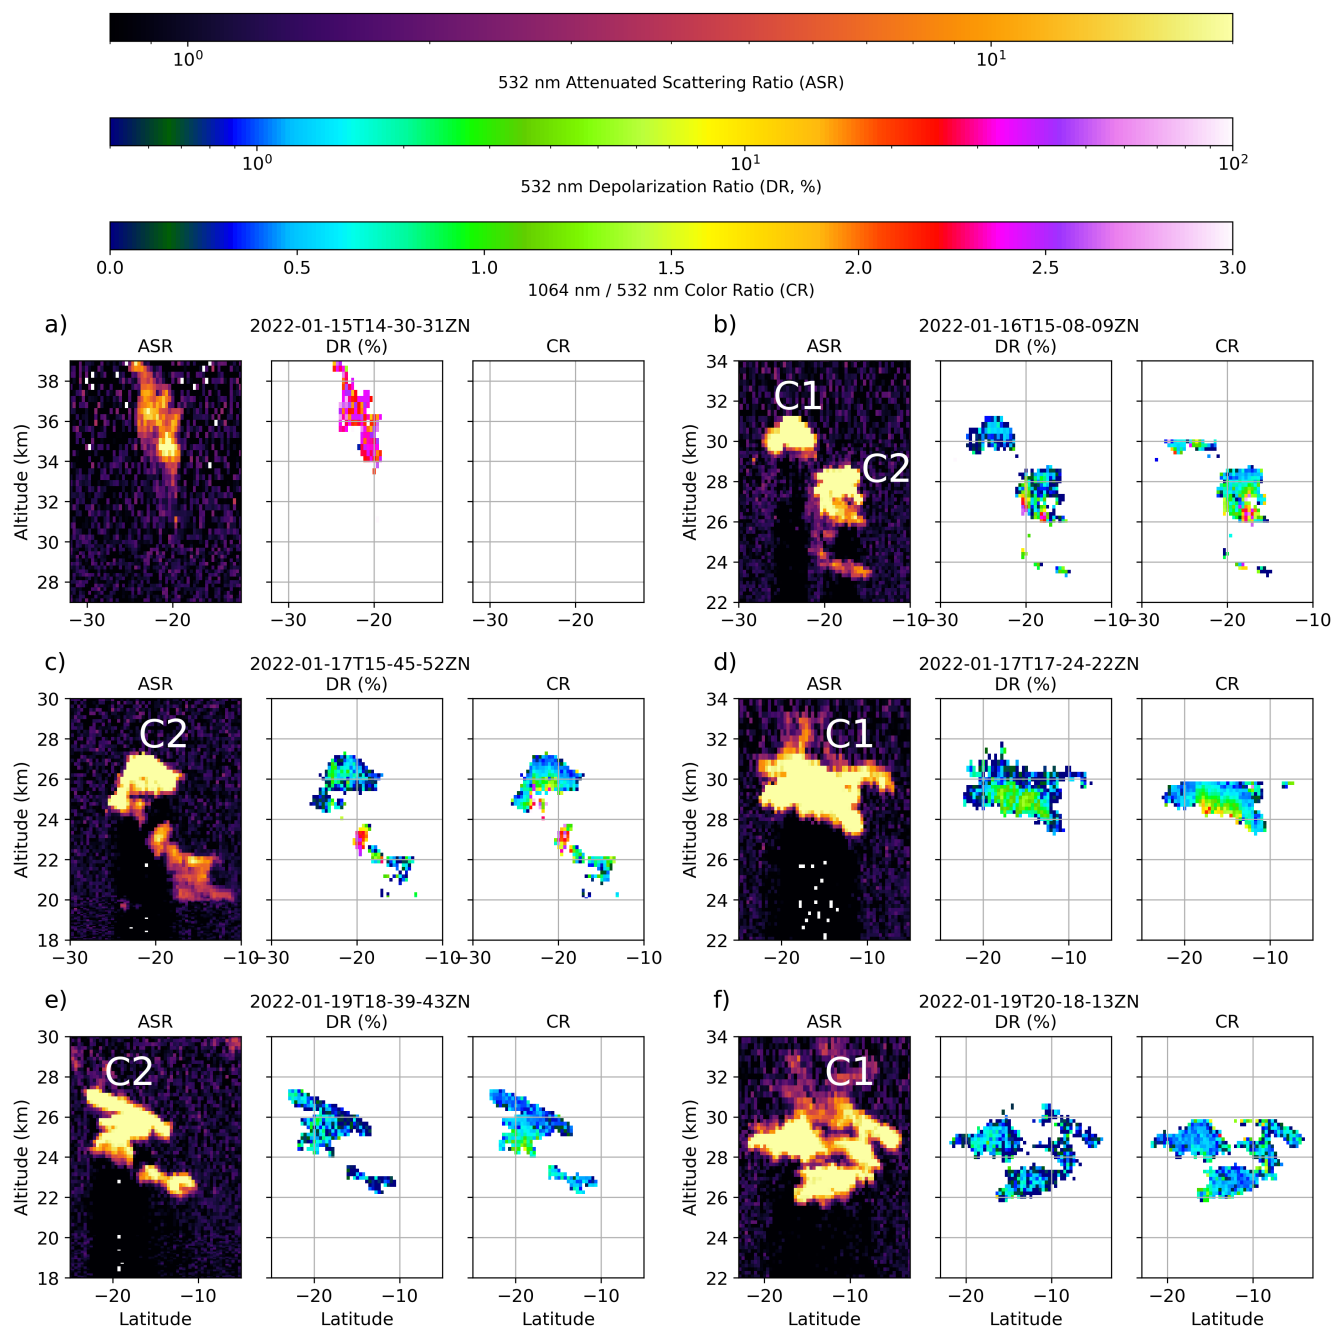 10⁰ 10¹
532 nm Attenuated Scattering Ratio (ASR)
10⁰ 10¹ 10²
532 nm Depolarization Ratio (DR, %)
0.0 0.5 1.0 1.5 2.0 2.5 3.0
1064 nm / 532 nm Color Ratio (CR)
a) 2022-01-15T14-30-31ZN
ASR DR (%) CR
Altitude (km)
38
36
34
32
30
28
−30 −20 −30 −20 −30 −20
b) 2022-01-16T15-08-09ZN
ASR DR (%) CR
Altitude (km)
34
32
30
28
26
24
22
C1
C2
−30 −20 −10 −30 −20 −10 −30 −20 −10
c) 2022-01-17T15-45-52ZN
ASR DR (%) CR
Altitude (km)
30
28
26
24
22
20
18
C2
−30 −20 −10 −30 −20 −10 −30 −20 −10
d) 2022-01-17T17-24-22ZN
ASR DR (%) CR
Altitude (km)
34
32
30
28
26
24
22
C1
−20 −10 −20 −10 −20 −10
e) 2022-01-19T18-39-43ZN
ASR DR (%) CR
Altitude (km)
30
28
26
24
22
20
18
C2
−20 −10 −20 −10 −20 −10
Latitude Latitude Latitude
f) 2022-01-19T20-18-13ZN
ASR DR (%) CR
Altitude (km)
34
32
30
28
26
24
22
C1
−20 −10 −20 −10 −20 −10
Latitude Latitude Latitude